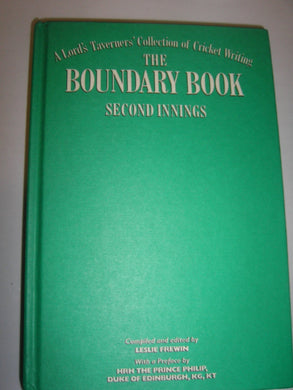 A Lord's Taverners' Collection of Cricket Writing
THE
BOUNDARY BOOK
SECOND INNINGS
Compiled and edited by
LESLIE FREWIN
With a Preface by
HRH THE PRINCE PHILIP,
DUKE OF EDINBURGH, KG, KT